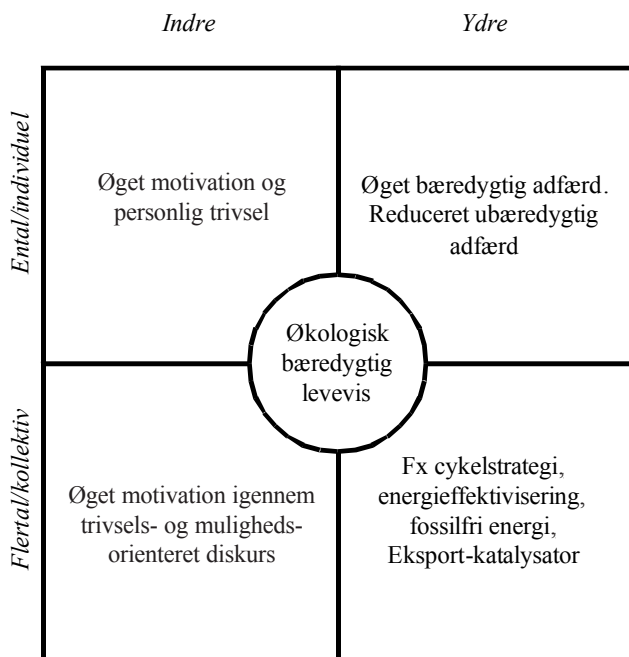 Indre
Ydre
Ental/individuel
Øget motivation og
personlig trivsel
Øget bæredygtig adfærd.
Reduceret ubæredygtig
adfærd
Økologisk
bæredygtig
levevis
Flertal/kollektiv
Øget motivation igennem
trivsels- og muligheds-
orienteret diskurs
Fx cykelstrategi,
energieffektivisering,
fossilfri energi,
Eksport-katalysator